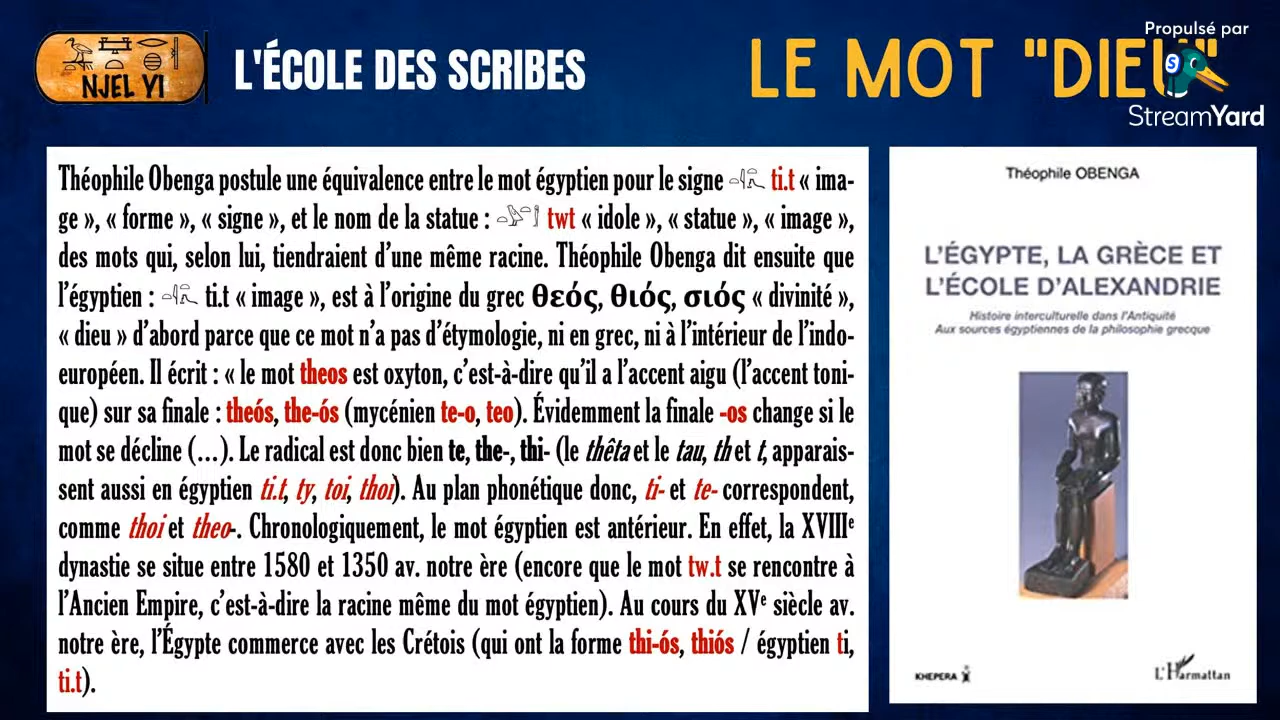 NJEL YI
L'ÉCOLE DES SCRIBES
LE MOT "DIEU"
Propulsé par
StreamYard
Théophile Obenga postule une équivalence entre le mot égyptien pour le signe ti.t « ima-
ge », « forme », « signe », et le nom de la statue : twt « idole », « statue », « image »,
des mots qui, selon lui, tiendraient d’une même racine. Théophile Obenga dit ensuite que
l’égyptien : ti.t « image », est à l’origine du grec θεός, θιός, σιός « divinité »,
« dieu » d’abord parce que ce mot n’a pas d’étymologie, ni en grec, ni à l’intérieur de l’indo-
européen. Il écrit : « le mot theos est oxyton, c’est-à-dire qu’il a l’accent aigu (l’accent toni-
que) sur sa finale : theós, the-ós (mycénien te-o, teo). Évidemment la finale -os change si le
mot se décline (…). Le radical est donc bien te, the-, thi- (le thêta et le tau, th et t, apparais-
sent aussi en égyptien ti.t, ty, toi, thoi). Au plan phonétique donc, ti- et te- correspondent,
comme thoi et theo-. Chronologiquement, le mot égyptien est antérieur. En effet, la XVIIIᵉ
dynastie se situe entre 1580 et 1350 av. notre ère (encore que le mot tw.t se rencontre à
l’Ancien Empire, c’est-à-dire la racine même du mot égyptien). Au cours du XVᵉ siècle av.
notre ère, l’Égypte commerce avec les Crétois (qui ont la forme thi-ós, thiós / égyptien ti,
ti.t).
Théophile OBENGA
L'ÉGYPTE, LA GRÈCE ET
L'ÉCOLE D'ALEXANDRIE
Histoire interculturelle dans l'Antiquité
Aux sources égyptiennes de la philosophie grecque
KHEPERA
L'Harmattan